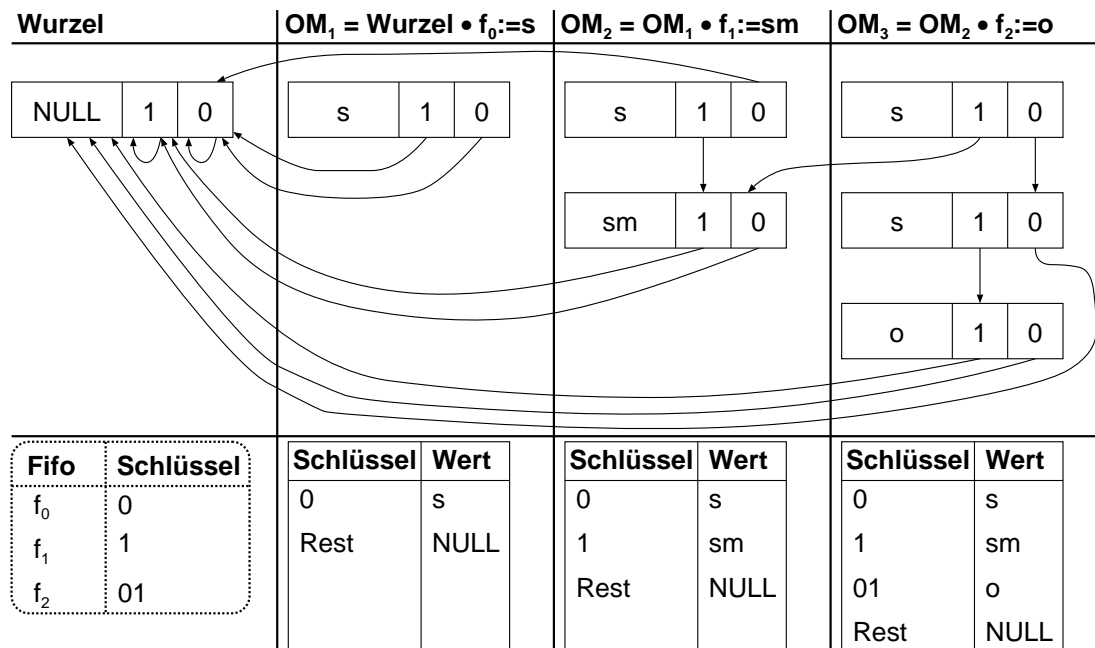 Wurzel OM₁ = Wurzel • f₀:=s OM₂ = OM₁ • f₁:=sm OM₃ = OM₂ • f₂:=o
NULL 1 0 s 1 0 s 1 0 s 1 0
sm 1 0 s 1 0
o 1 0
Fifo Schlüssel Schlüssel Wert Schlüssel Wert Schlüssel Wert
f₀ 0 0 s 0 s 0 s
f₁ 1 Rest NULL 1 sm 1 sm
f₂ 01 Rest NULL 01 o
Rest NULL